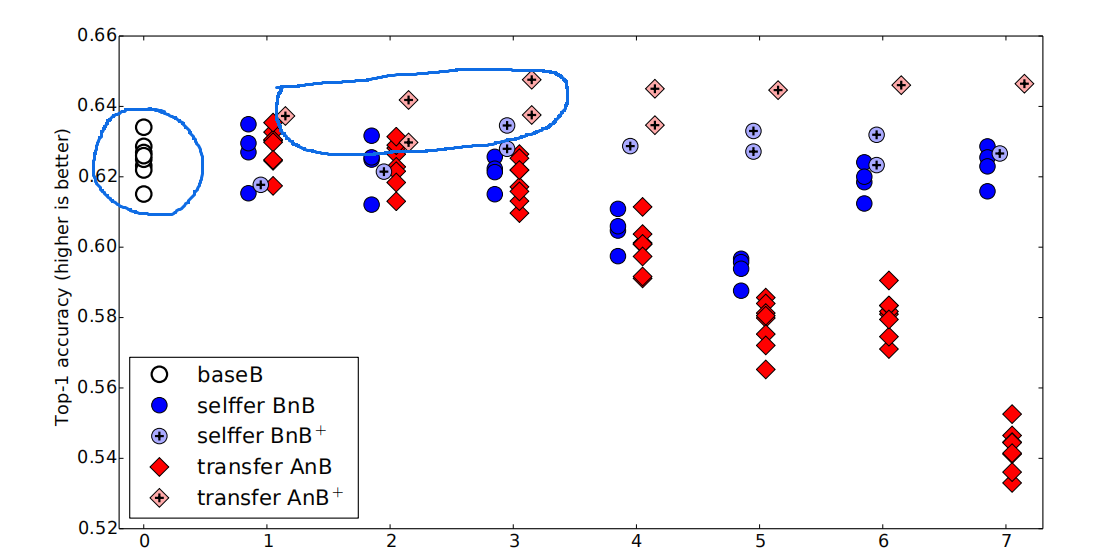 0.66
0.64
0.62
0.60
0.58
0.56
0.54
0.52
Top-1 accuracy (higher is better)
baseB
selffer BnB
selffer BnB⁺
transfer AnB
transfer AnB⁺
0 1 2 3 4 5 6 7